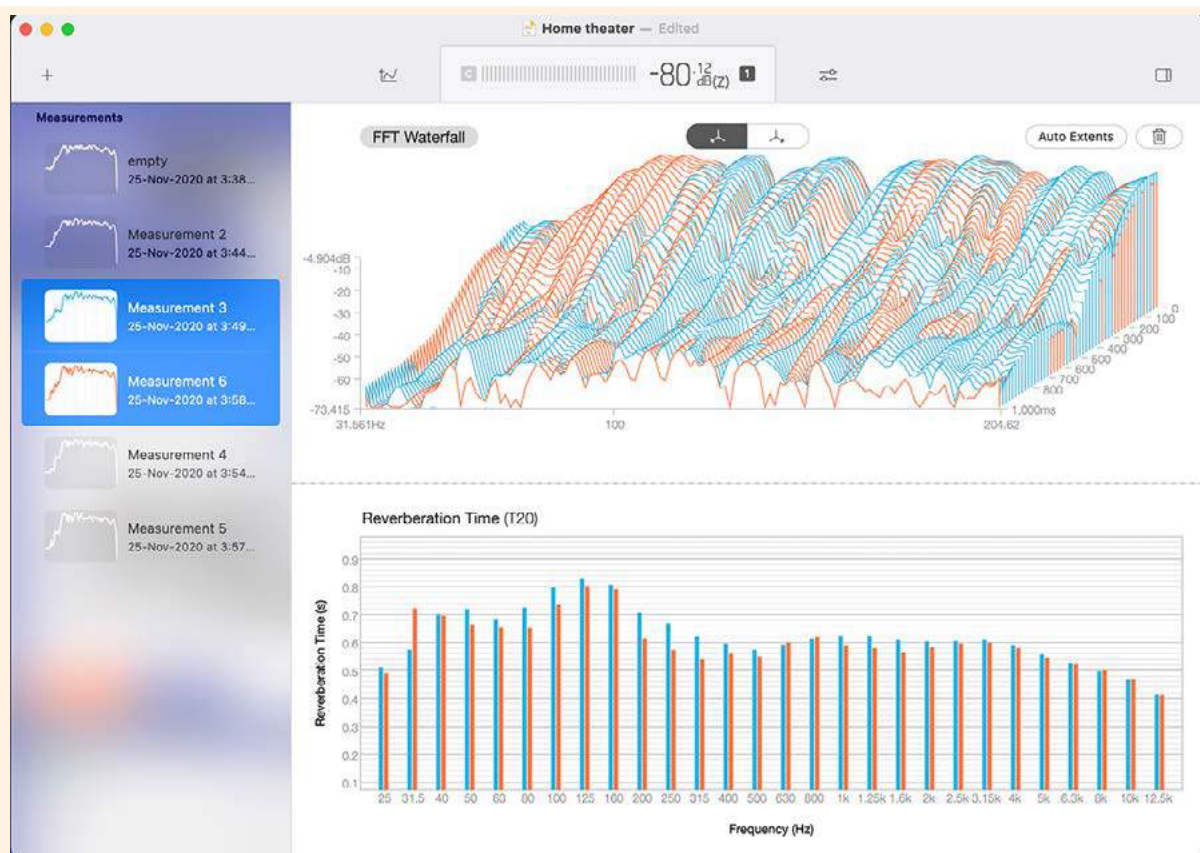 Home theater — Edited
C -80.12 dB(Z) 1
Measurements
empty
25-Nov-2020 at 3:38...
Measurement 2
25-Nov-2020 at 3:44...
Measurement 3
25-Nov-2020 at 3:49...
Measurement 6
25-Nov-2020 at 3:58...
Measurement 4
25-Nov-2020 at 3:54...
Measurement 5
25-Nov-2020 at 3:57...
FFT Waterfall
Auto Extents
-4.904dB
-10
-20
-30
-40
-50
-60
-73.415
31.561Hz 100 204.62
0
100
200
300
400
500
600
700
800
1,000ms
Reverberation Time (T20)
Reverberation Time (s)
0.9
0.8
0.7
0.6
0.5
0.4
0.3
0.2
0.1
25 31.5 40 50 63 80 100 125 160 200 250 315 400 500 630 800 1k 1.25k 1.6k 2k 2.5k 3.15k 4k 5k 6.3k 8k 10k 12.5k
Frequency (Hz)